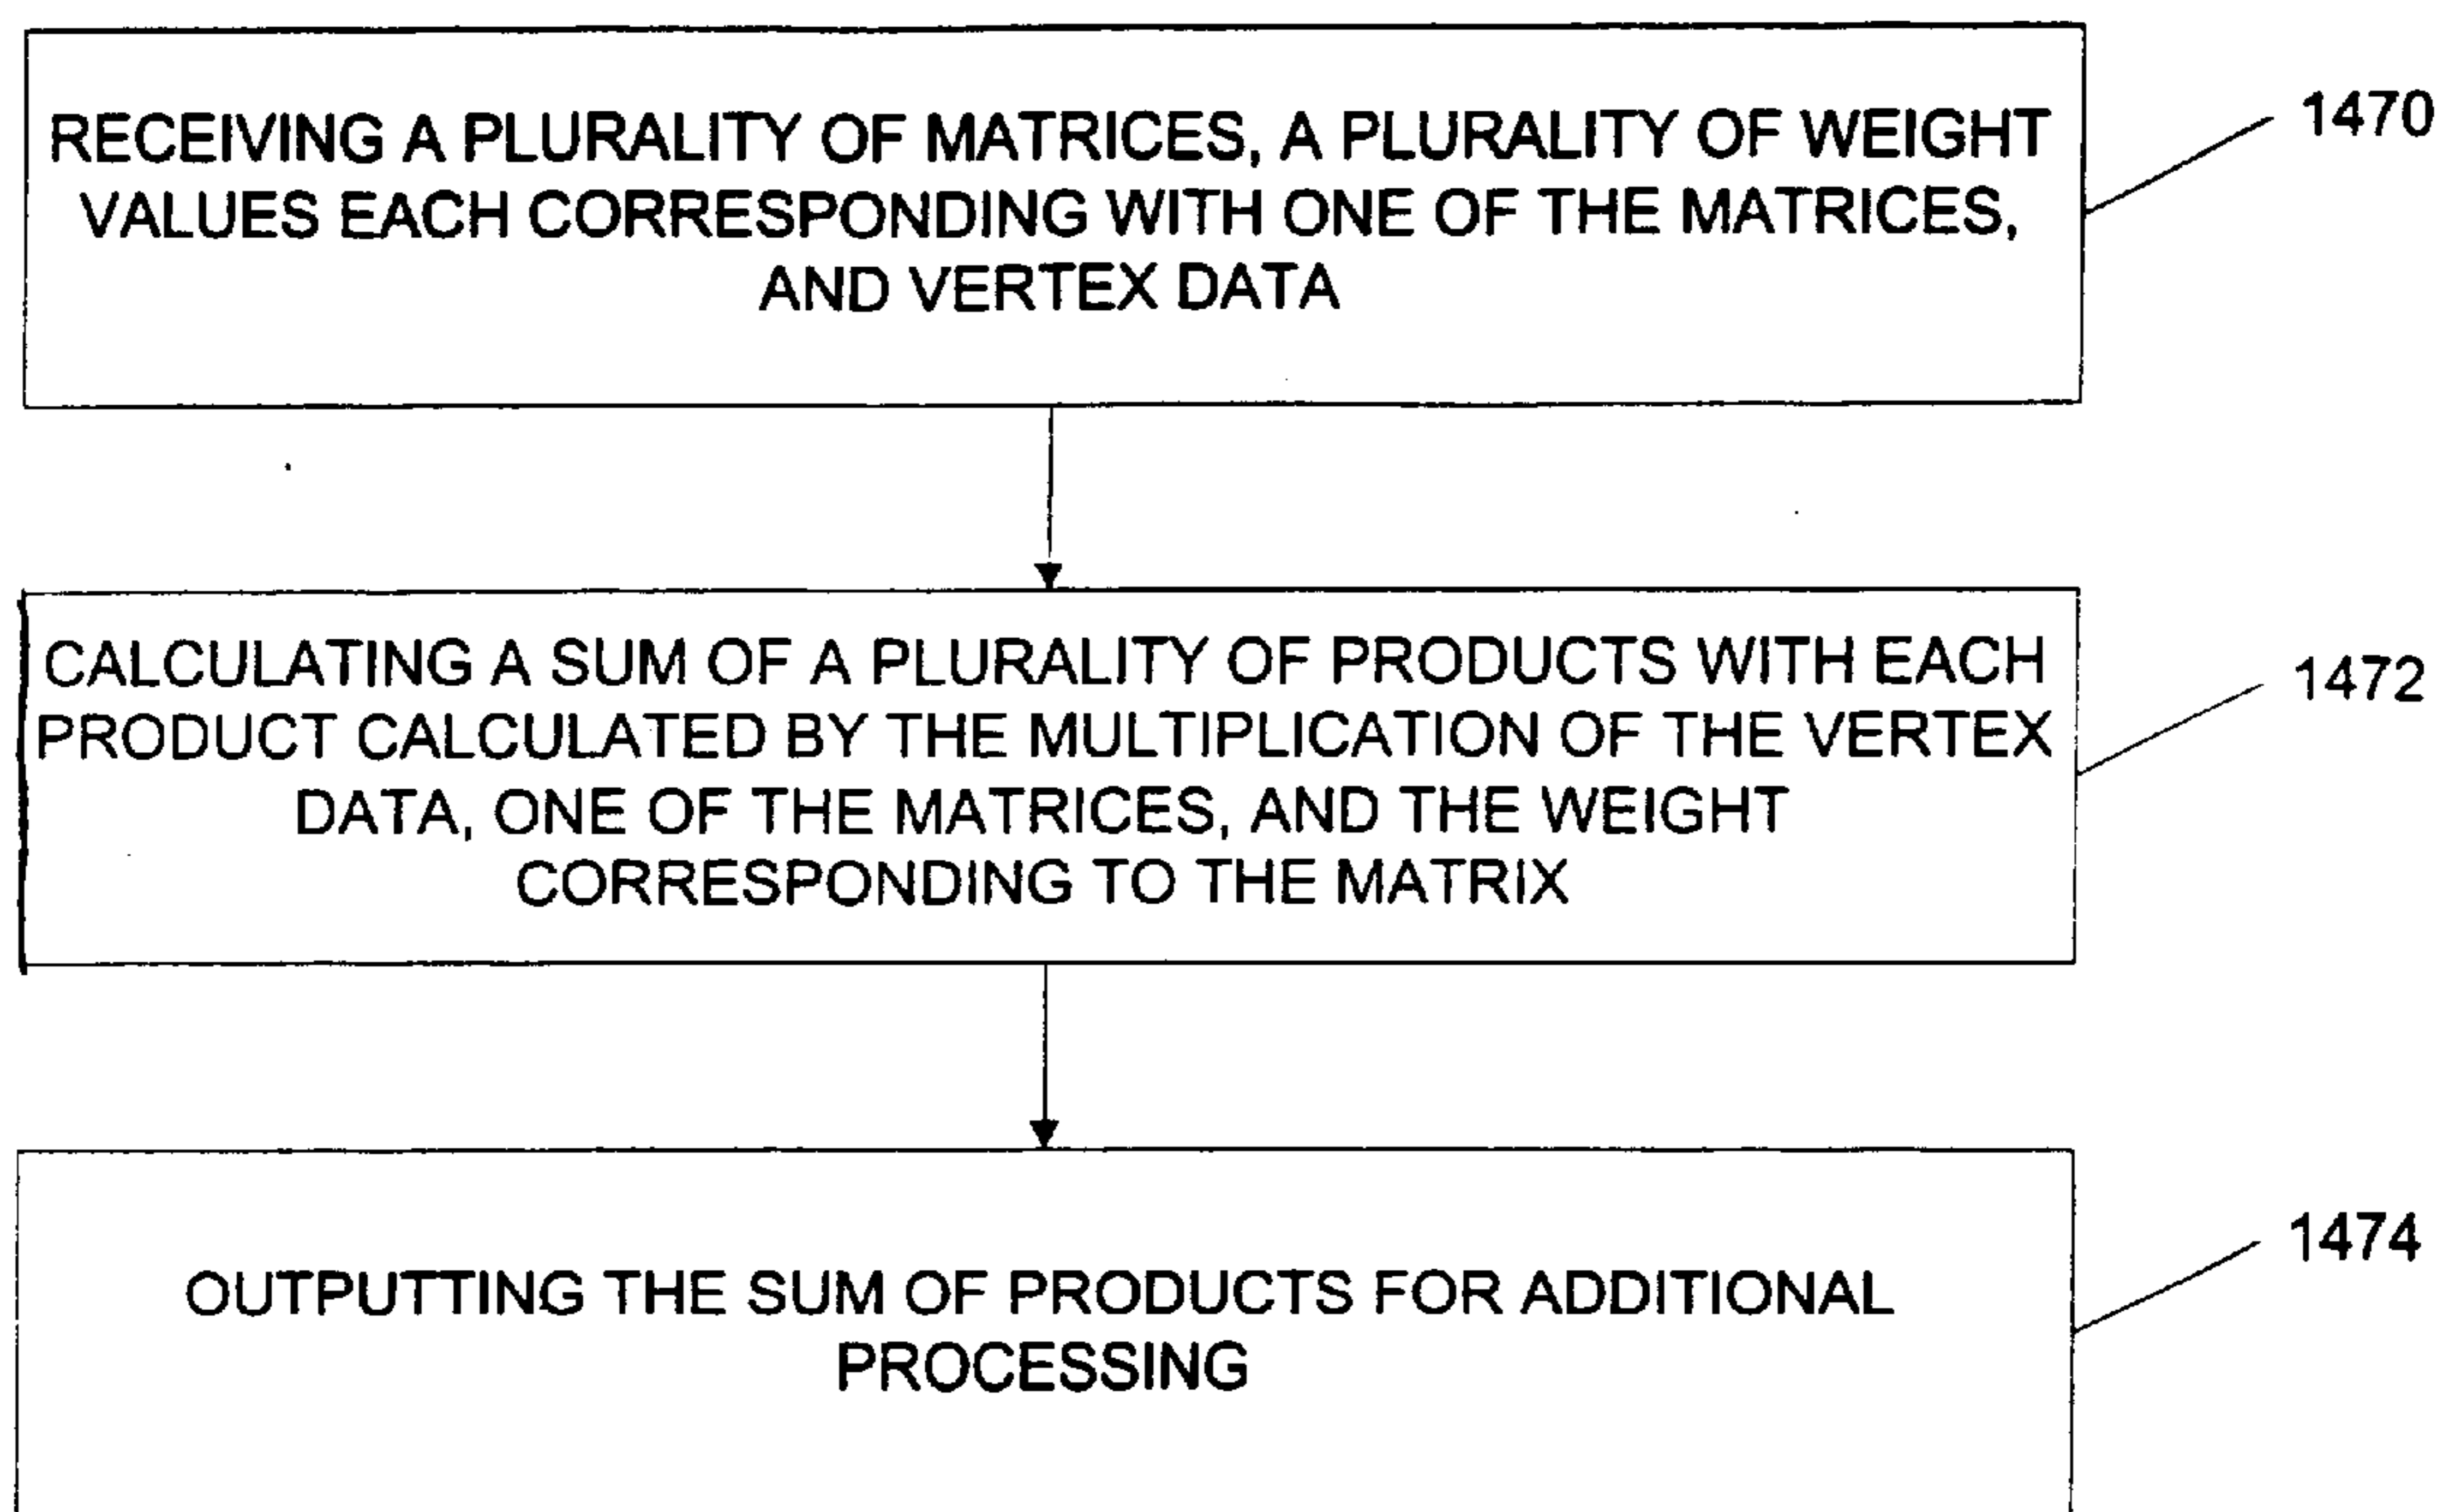 RECEIVING A PLURALITY OF MATRICES, A PLURALITY OF WEIGHT
VALUES EACH CORRESPONDING WITH ONE OF THE MATRICES,
AND VERTEX DATA
1470
CALCULATING A SUM OF A PLURALITY OF PRODUCTS WITH EACH
PRODUCT CALCULATED BY THE MULTIPLICATION OF THE VERTEX
DATA, ONE OF THE MATRICES, AND THE WEIGHT
CORRESPONDING TO THE MATRIX
1472
OUTPUTTING THE SUM OF PRODUCTS FOR ADDITIONAL
PROCESSING
1474